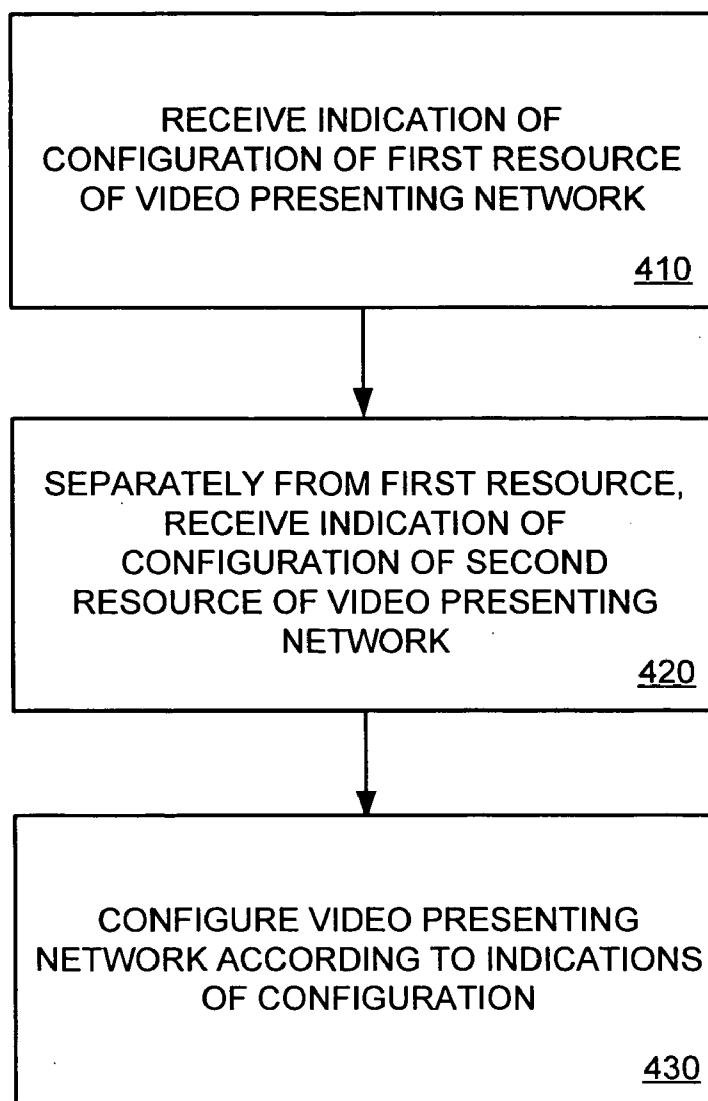 RECEIVE INDICATION OF
CONFIGURATION OF FIRST RESOURCE
OF VIDEO PRESENTING NETWORK
410
SEPARATELY FROM FIRST RESOURCE,
RECEIVE INDICATION OF
CONFIGURATION OF SECOND
RESOURCE OF VIDEO PRESENTING
NETWORK
420
CONFIGURE VIDEO PRESENTING
NETWORK ACCORDING TO INDICATIONS
OF CONFIGURATION
430